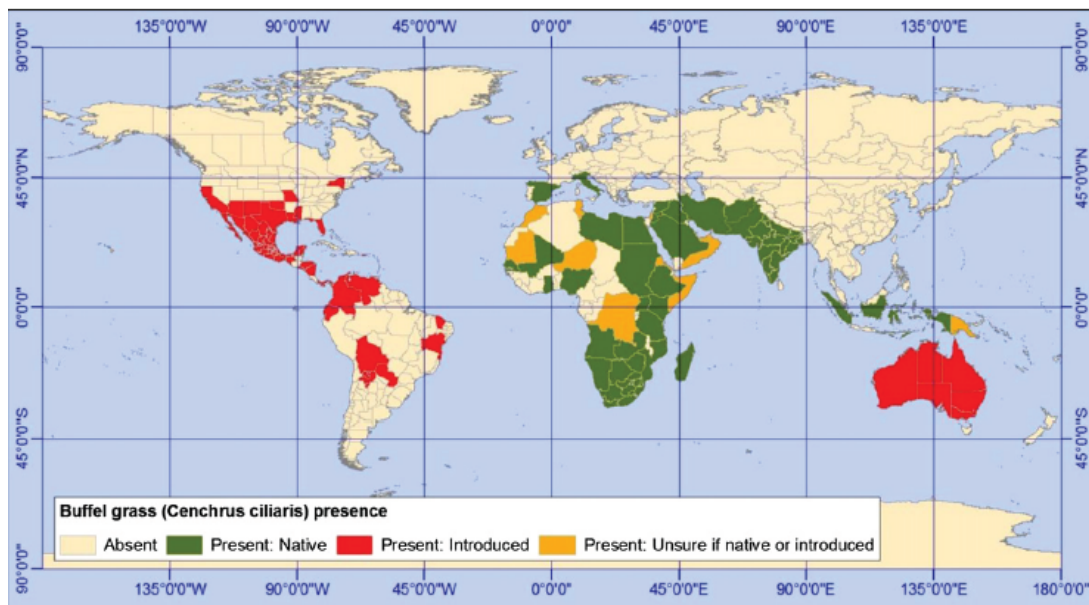 135°0'0"W 90°0'0"W 45°0'0"W 0°0'0" 45°0'0"E 90°0'0"E 135°0'0"E
90°0'0"N
90°0'0"N
45°0'0"N
45°0'0"N
0°0'0"
0°0'0"
45°0'0"S
45°0'0"S
90°0'0"S
90°0'0"S
Buffel grass (Cenchrus ciliaris) presence
Absent Present: Native Present: Introduced Present: Unsure if native or introduced
135°0'0"W 90°0'0"W 45°0'0"W 0°0'0" 45°0'0"E 90°0'0"E 135°0'0"E 180°0'0"